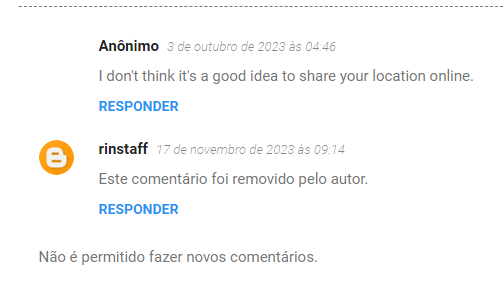 Anônimo 3 de outubro de 2023 às 04:46
I don't think it's a good idea to share your location online.
RESPONDER
rinstaff 17 de novembro de 2023 às 09:14
Este comentário foi removido pelo autor.
RESPONDER
Não é permitido fazer novos comentários.